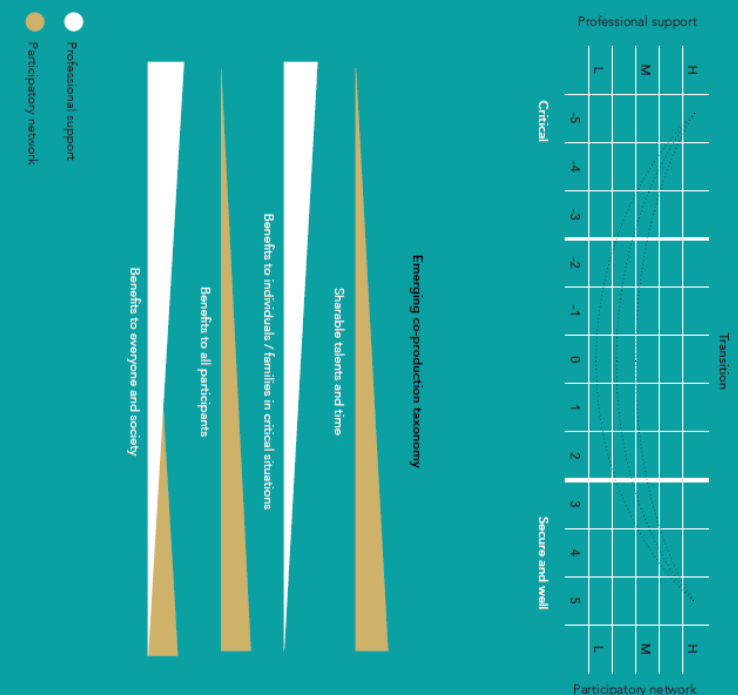 Professional support
Transition
H
M
L
-5
-4
-3
-2
-1
0
1
2
3
4
5
H
M
L
Participatory network
Critical
Secure and well
Emerging co-production taxonomy
Sharable talents and time
Benefits to individuals / families in critical situations
Benefits to all participants
Benefits to everyone and society
Professional support
Participatory network